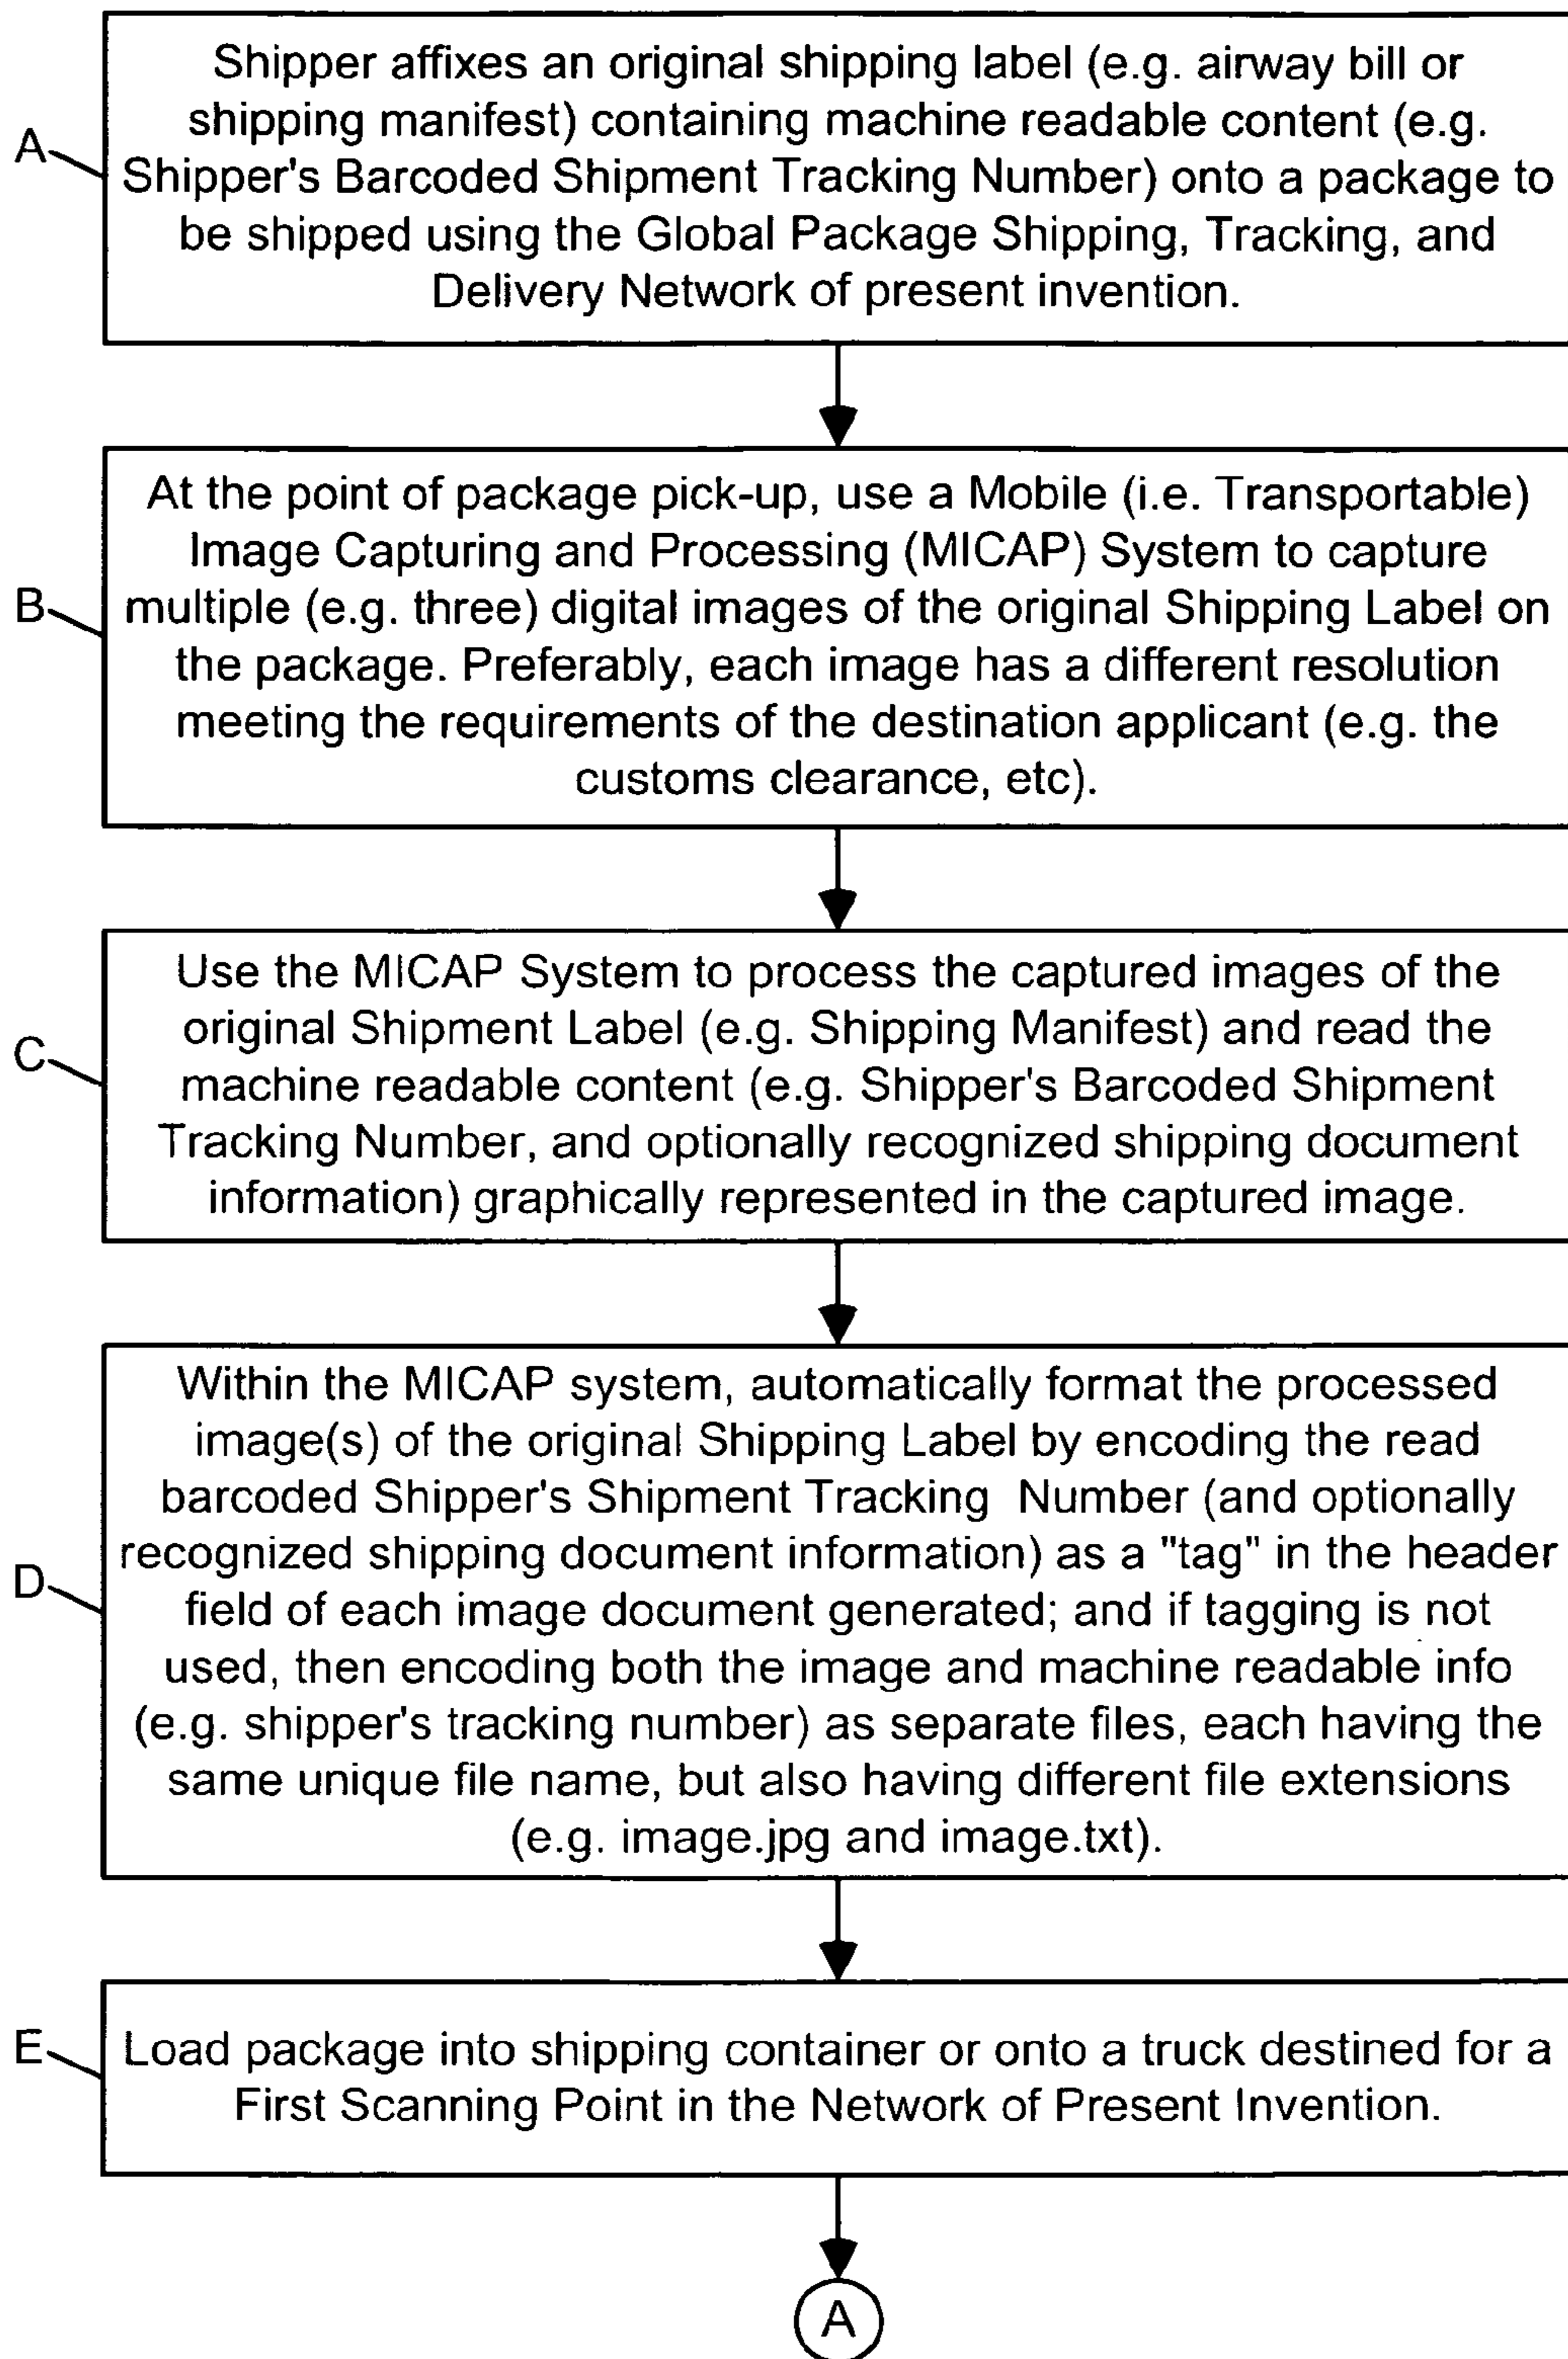 Shipper affixes an original shipping label (e.g. airway bill or
shipping manifest) containing machine readable content (e.g.
A
Shipper's Barcoded Shipment Tracking Number) onto a package to
be shipped using the Global Package Shipping, Tracking, and
Delivery Network of present invention.
At the point of package pick-up, use a Mobile (i.e. Transportable)
Image Capturing and Processing (MICAP) System to capture
B
multiple (e.g. three) digital images of the original Shipping Label on
the package. Preferably, each image has a different resolution
meeting the requirements of the destination applicant (e.g. the
customs clearance, etc).
Use the MICAP System to process the captured images of the
original Shipment Label (e.g. Shipping Manifest) and read the
C
machine readable content (e.g. Shipper's Barcoded Shipment
Tracking Number, and optionally recognized shipping document
information) graphically represented in the captured image.
Within the MICAP system, automatically format the processed
image(s) of the original Shipping Label by encoding the read
barcoded Shipper's Shipment Tracking Number (and optionally
recognized shipping document information) as a "tag" in the header
D
field of each image document generated; and if tagging is not
used, then encoding both the image and machine readable info
(e.g. shipper's tracking number) as separate files, each having the
same unique file name, but also having different file extensions
(e.g. image.jpg and image.txt).
E
Load package into shipping container or onto a truck destined for a
First Scanning Point in the Network of Present Invention.
A